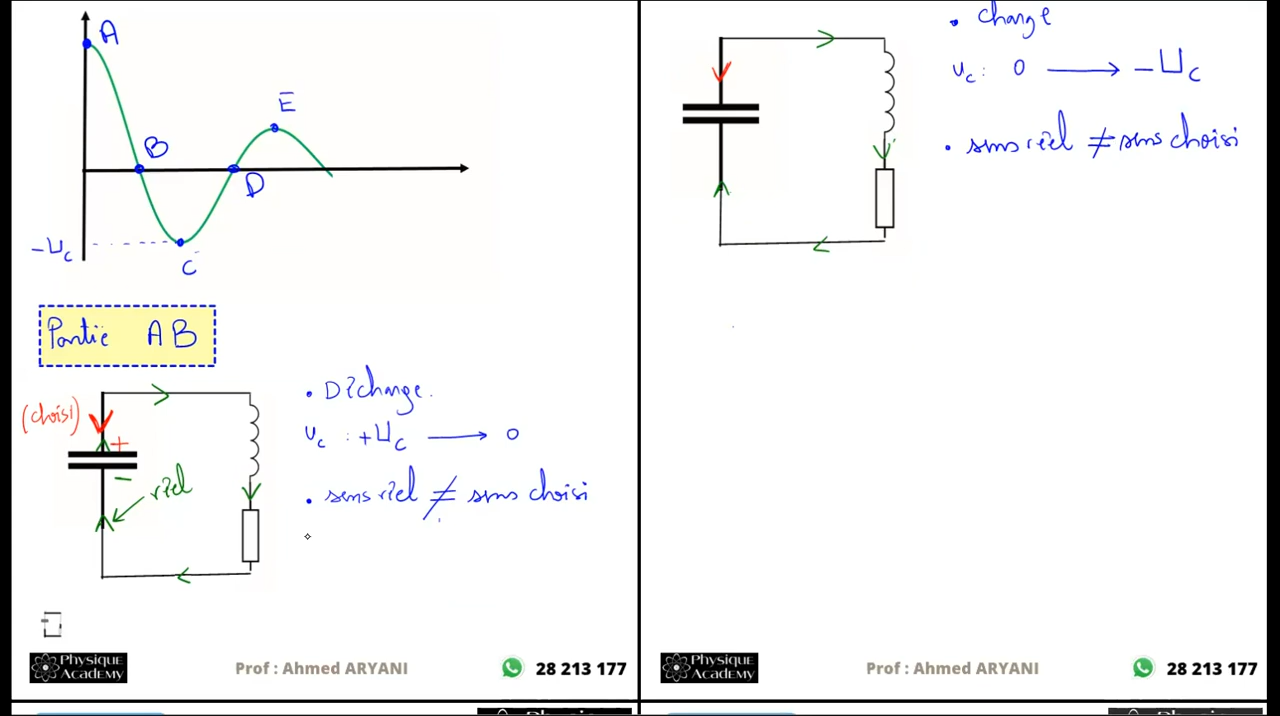 A
B
E
D
-Uc
C
Partie AB
(choisi)
+
-
réel
• Décharge.
uc : +Uc → 0
• sens réel ≠ sens choisi
Physique
Academy
Prof : Ahmed ARYANI
28 213 177
• charge
uc : 0 → -Uc
• sens réel ≠ sens choisi
Physique
Academy
Prof : Ahmed ARYANI
28 213 177